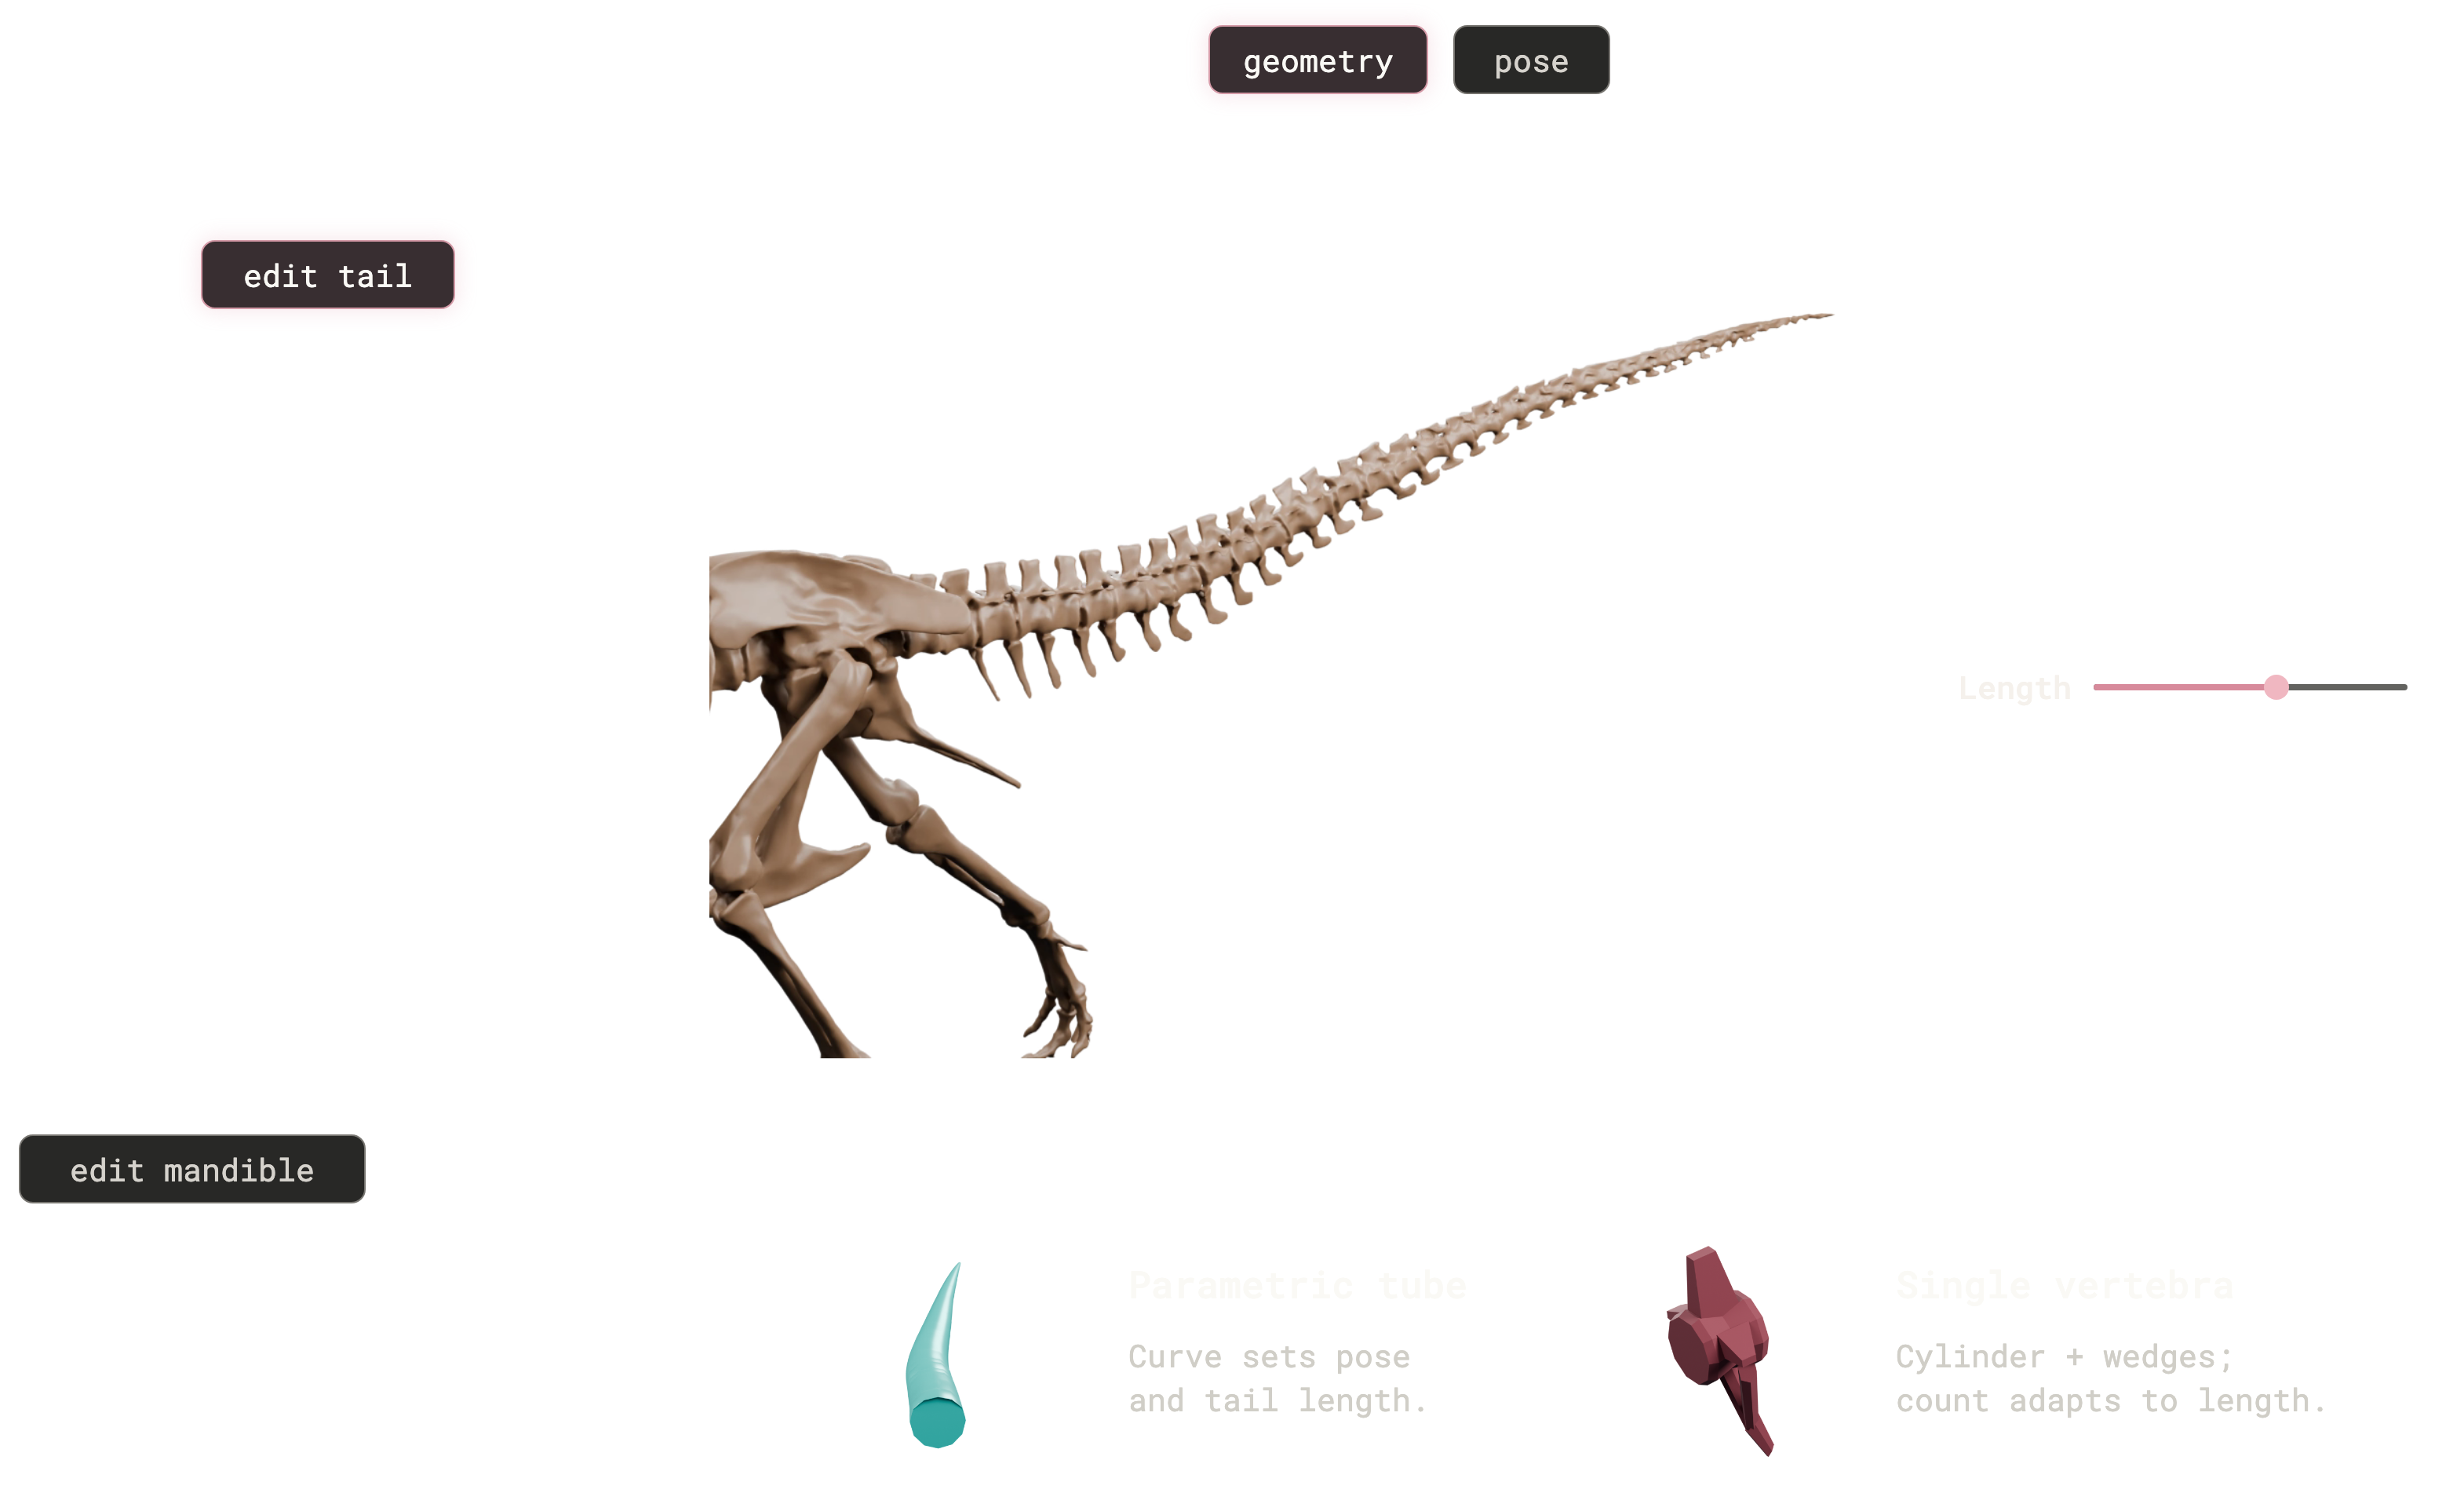 geometry
pose
edit tail
Length
edit mandible
Parametric tube
Curve sets pose
and tail length.
Single vertebra
Cylinder + wedges;
count adapts to length.